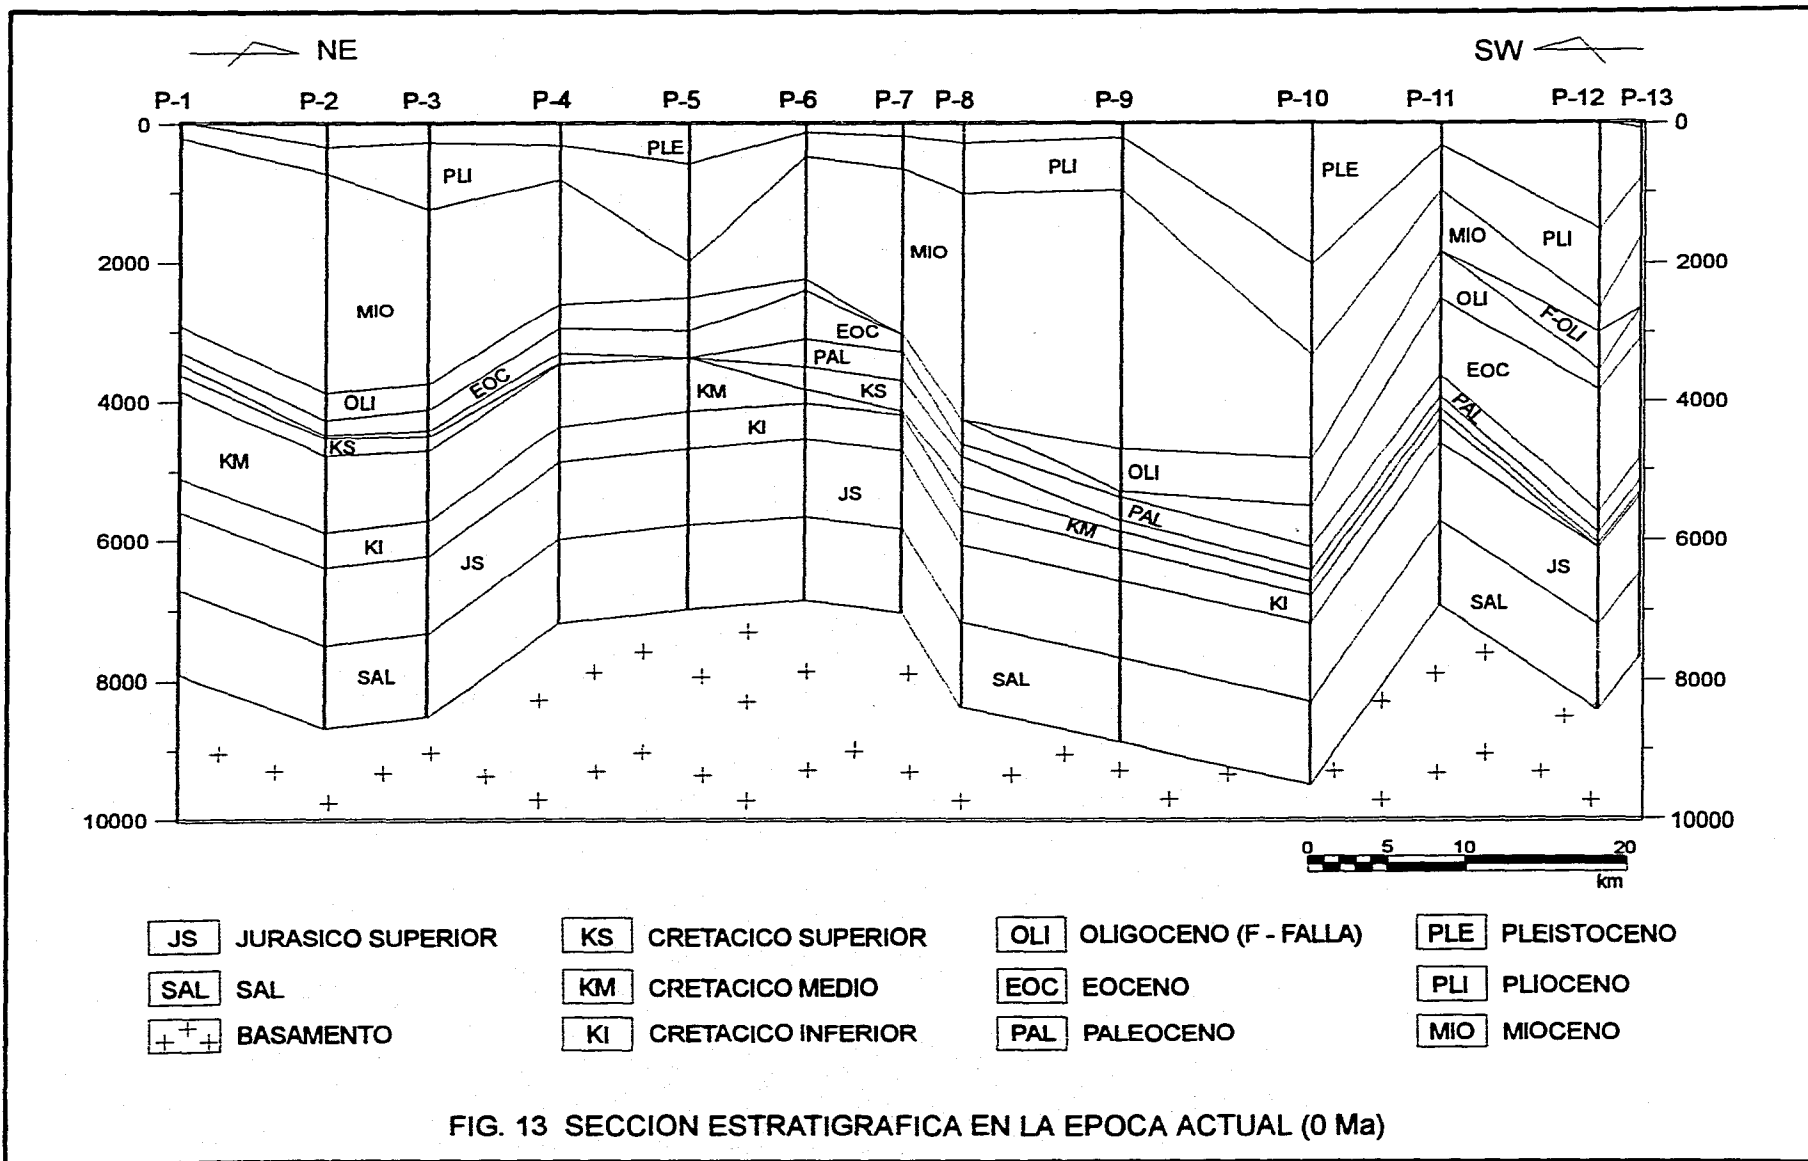 NE SW
P-1 P-2 P-3 P-4 P-5 P-6 P-7 P-8 P-9 P-10 P-11 P-12 P-13
0 0
PLE
PLI PLI PLE
MIO PLI
2000 MIO 2000
MIO OLI
F-OLI
EOC
PAL EOC
EOC
4000 OLI KM KS PAL 4000
KS KI
KM OLI
JS
PAL
KM
6000 KI 6000
JS JS
KI SAL
SAL SAL
8000 8000
10000 10000
0 5 10 20
km
JS JURASICO SUPERIOR KS CRETACICO SUPERIOR OLI OLIGOCENO (F - FALLA) PLE PLEISTOCENO
SAL SAL KM CRETACICO MEDIO EOC EOCENO PLI PLIOCENO
BASAMENTO KI CRETACICO INFERIOR PAL PALEOCENO MIO MIOCENO
FIG. 13 SECCION ESTRATIGRAFICA EN LA EPOCA ACTUAL (0 Ma)